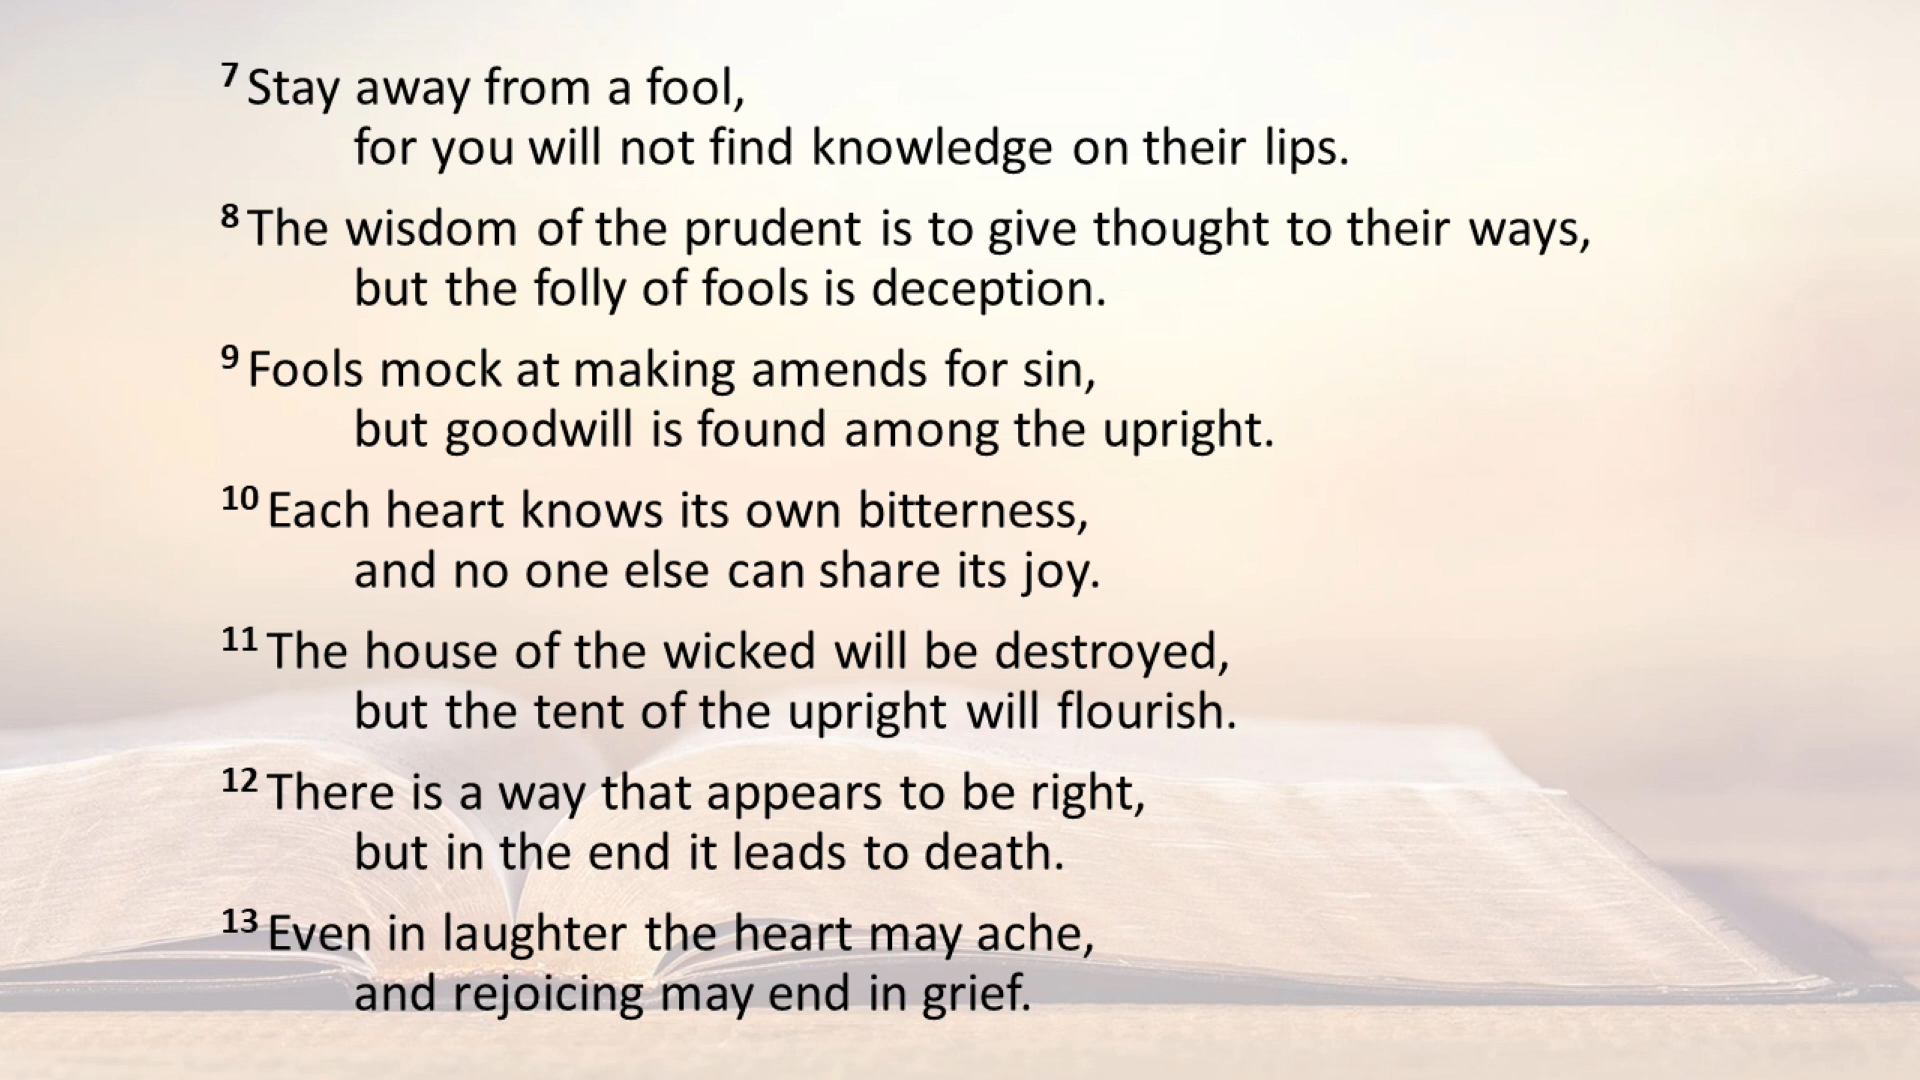 7 Stay away from a fool,
for you will not find knowledge on their lips.
8 The wisdom of the prudent is to give thought to their ways,
but the folly of fools is deception.
9 Fools mock at making amends for sin,
but goodwill is found among the upright.
10 Each heart knows its own bitterness,
and no one else can share its joy.
11 The house of the wicked will be destroyed,
but the tent of the upright will flourish.
12 There is a way that appears to be right,
but in the end it leads to death.
13 Even in laughter the heart may ache,
and rejoicing may end in grief.